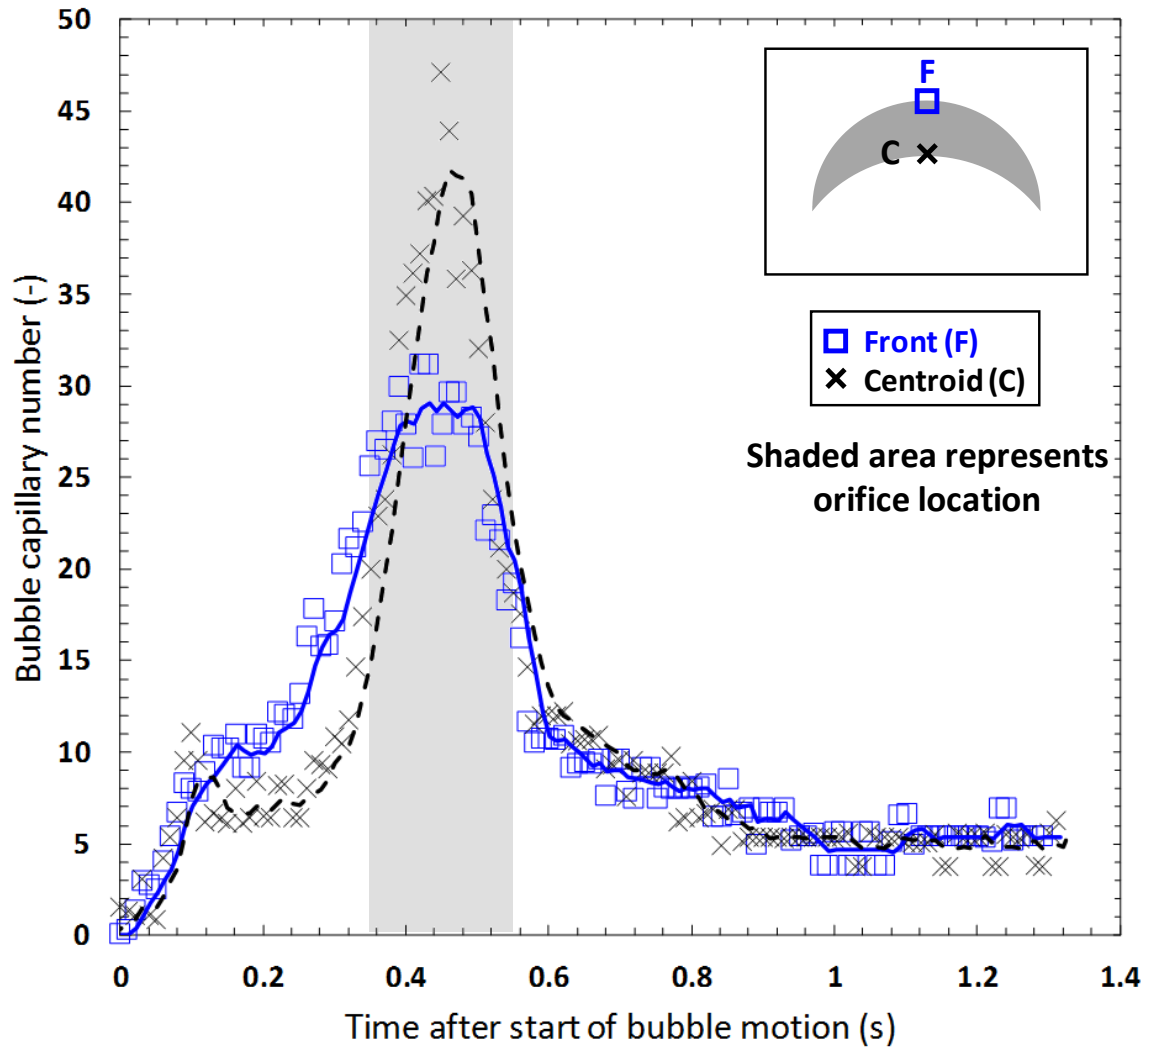 50
45
40
35
30
25
20
15
10
5
0
Bubble capillary number (-)
F
C
Front (F)
Centroid (C)
Shaded area represents
orifice location
0 0.2 0.4 0.6 0.8 1 1.2 1.4
Time after start of bubble motion (s)